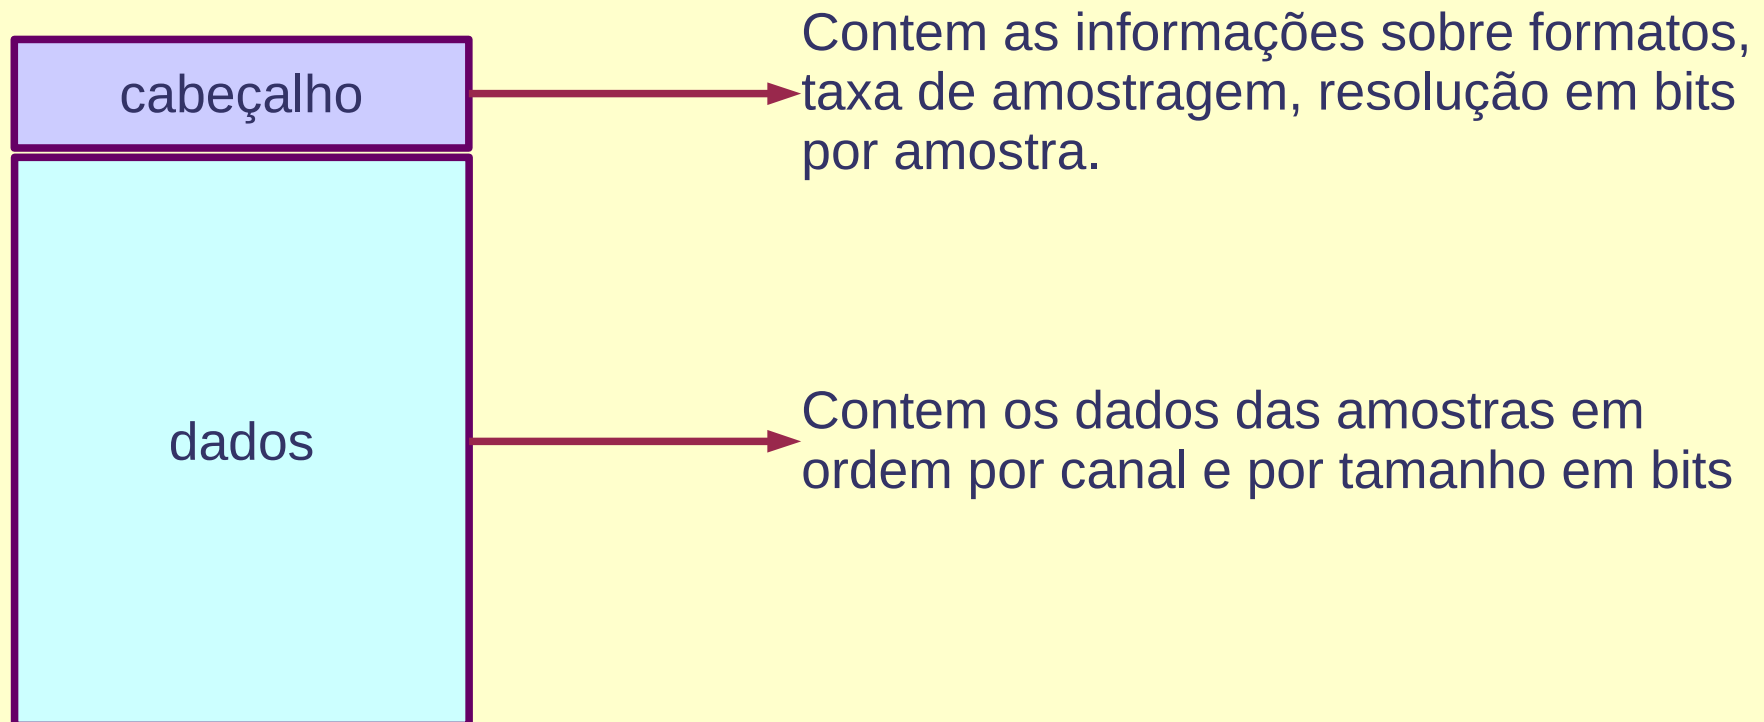 cabeçalho
Contem as informações sobre formatos,
taxa de amostragem, resolução em bits
por amostra.
dados
Contem os dados das amostras em
ordem por canal e por tamanho em bits